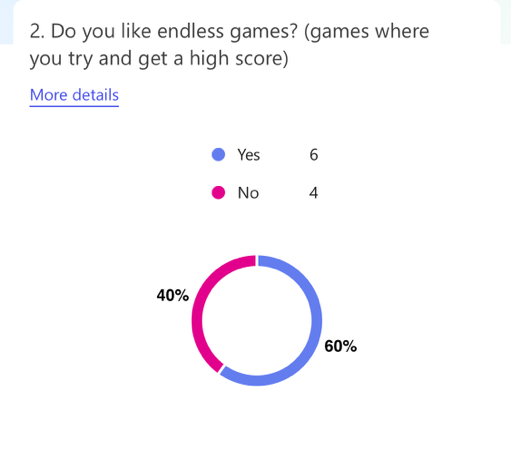 2. Do you like endless games? (games where
you try and get a high score)
More details
Yes 6
No 4
40%
60%